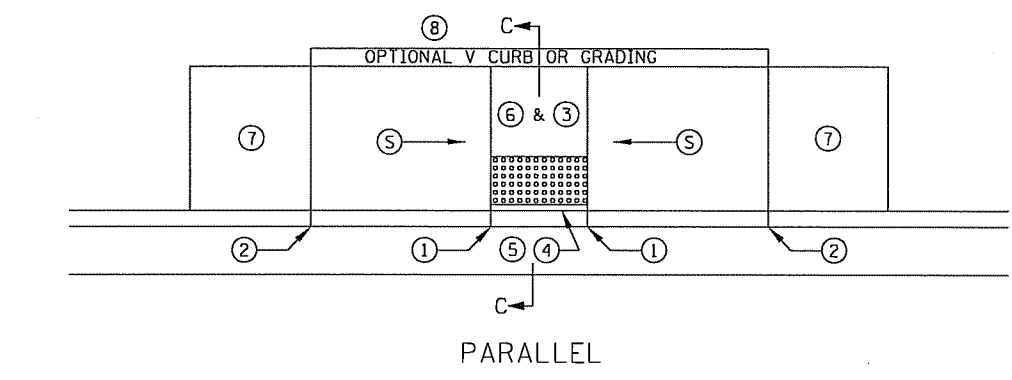 ⑧ C
OPTIONAL V CURB OR GRADING
⑦ Ⓢ ⑥ & ③ Ⓢ ⑦
② ① ⑤ ④ ① ②
C
PARALLEL